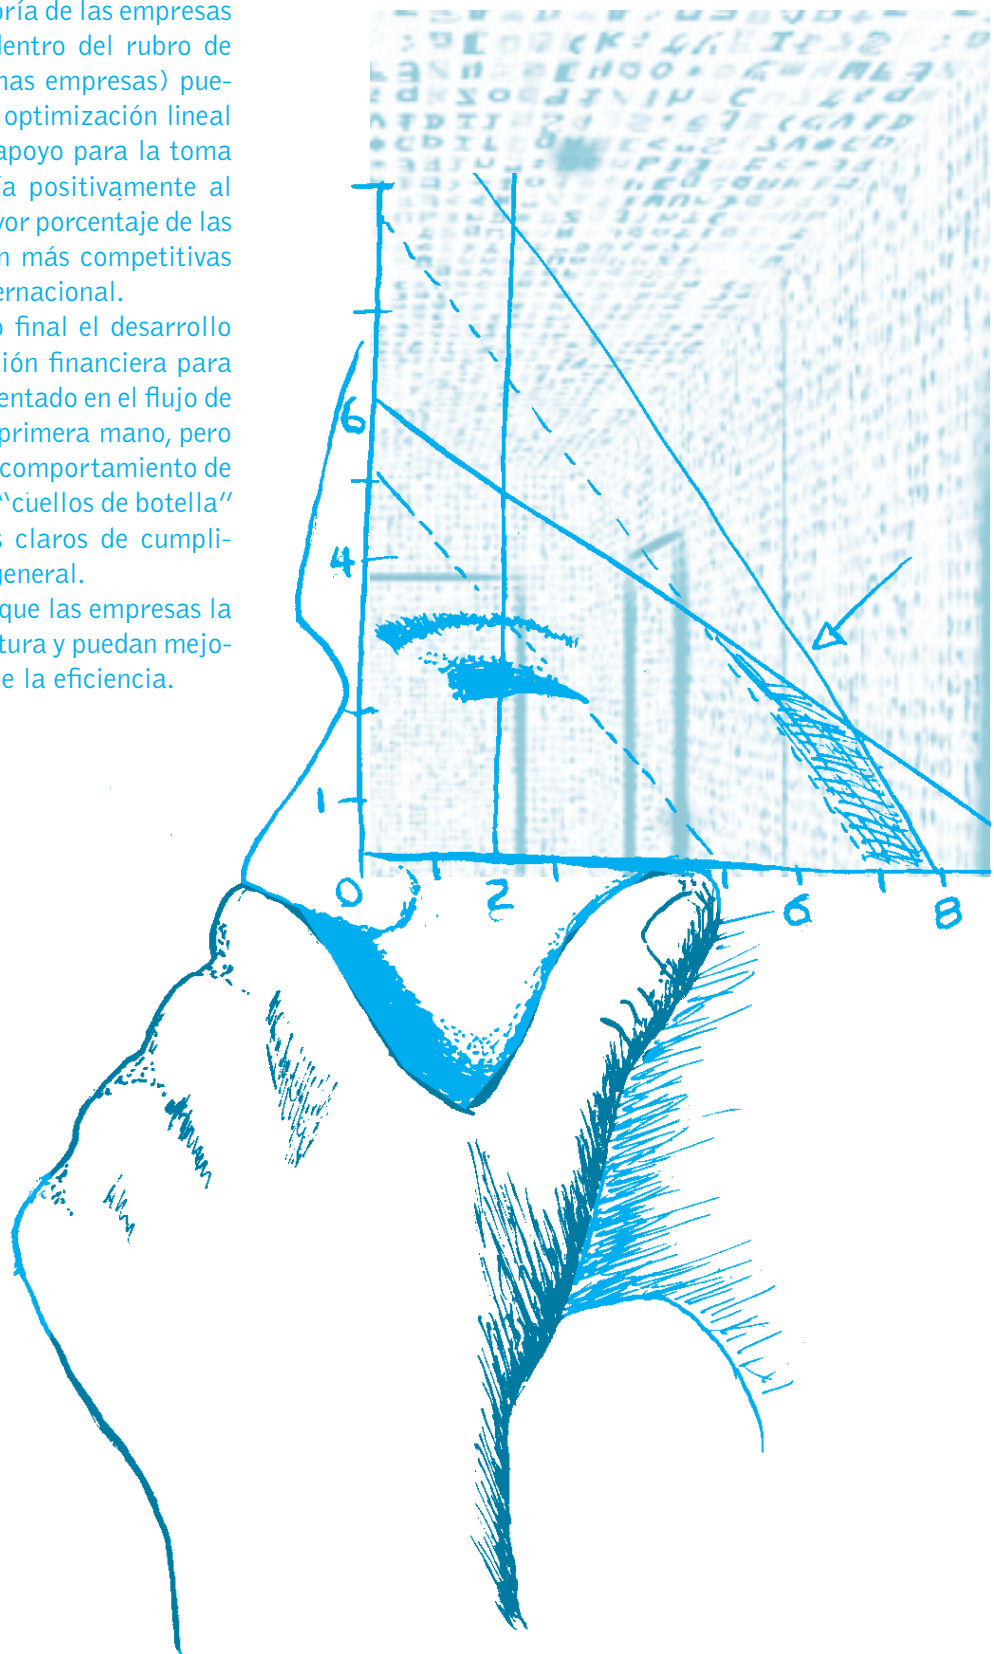 ría de las empresas
dentro del rubro de
nas empresas) pue-
optimización lineal
apoyo para la toma
ía positivamente al
yor porcentaje de las
n más competitivas
ernacional.
o final el desarrollo
ión financiera para
entado en el flujo de
primera mano, pero
comportamiento de
“cuellos de botella”
s claros de cumpli-
general.
que las empresas la
tura y puedan mejo-
e la eficiencia.
6
4
1
0 2 6 8